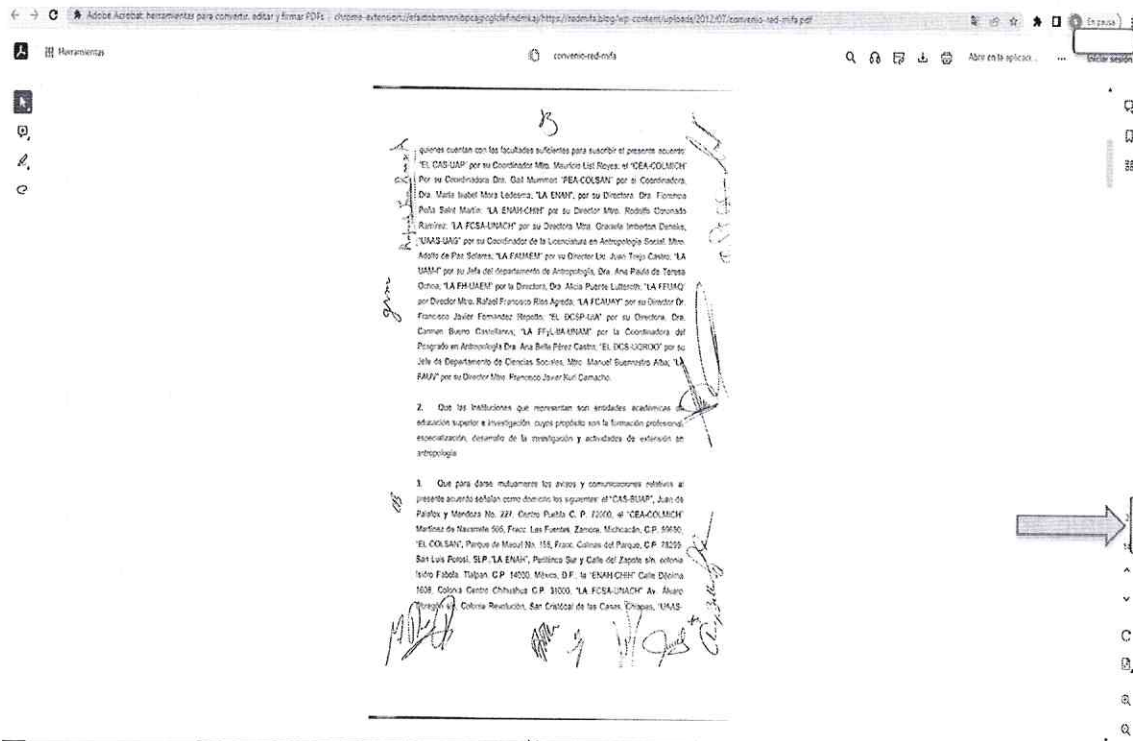 Adobe Acrobat: herramientas para convertir, editar y firmar PDFs
En pausa
Herramientas
convenio-red-mifa
Abre en la aplicaci...
Iniciar sesión
quienes cuentan con las facultades suficientes para suscribir el presente acuerdo
"EL CAS-UAP" por su Coordinador Mtro. Mauricio List Reyes; el "CEA-COLMICH"
Por su Coordinadora Dra. Gail Mummert "PEA-COLSAN" por si Coordinadora,
Dra. María Isabel Mora Ledesma; "LA ENAH", por su Directora. Dra. Florencia
Peña Saint Martin; "LA ENAH-CHIH" por su Director Mtro. Rodolfo Coronado
Ramírez; "LA FCSA-UNACH" por su Directora Mtra. Graciela Imberton Deneke,
"UAAS-UAG" por su Coordinador de la Licenciatura en Antropología Social. Mtro.
Adolfo de Paz Solares; "LA FAUAEM" por su Director Lic. Juan Trejo Castro; "LA
UAM-I" por su Jefa del departamento de Antropología, Dra. Ana Paula de Teresa
Ochoa; "LA FH-UAEM" por la Directora, Dra. Alicia Puente Lutteroth; "LA FFUAQ"
por Director Mtro. Rafael Francisco Ríos Agreda; "LA FCAUAY" por su Director Dr.
Francisco Javier Fernández Repetto; "EL DCSP-UIA" por su Directora, Dra.
Carmen Bueno Castellanos; "LA FFyL-IIA-UNAM" por la Coordinadora del
Posgrado en Antropología Dra. Ana Bella Pérez Castro; "EL DCS-UQROO" por su
Jefe de Departamento de Ciencias Sociales, Mtro. Manuel Buenrostro Alba; "LA
FAUV" por su Director Mtro. Francisco Javier Kuri Camacho.
2. Que las Instituciones que representan son entidades académicas de
educación superior e investigación, cuyos propósito son la formación profesional,
especialización, desarrollo de la investigación y actividades de extensión en
antropología
3. Que para darse mutuamente los avisos y comunicaciones relativos al
presente acuerdo señalan como domicilio los siguientes: el "CAS-BUAP", Juan de
Palafox y Mendoza No. 227, Centro Puebla C. P. 72000, el "CEA-COLMICH"
Martínez de Navarrete 505, Fracc. Las Fuentes, Zamora, Michoacán, C.P.
"EL COLSAN", Parque de Macul No. 155, Fracc. Colinas del Parque, C.P. 78299
San Luis Potosí, SLP, "LA ENAH", Periférico Sur y Calle del Zapote s/n, colonia
Isidro Fabela. Tlalpan. C.P. 14030. México, D.F., la "ENAH-CHIH" Calle Décima
Colonia Centro Chihuahua C.P. 31000, "LA FCSA-UNACH" Av. Álvaro
Obregón s/n, Colonia Revolución, San Cristóbal de las Casas, Chiapas, "UAAS-